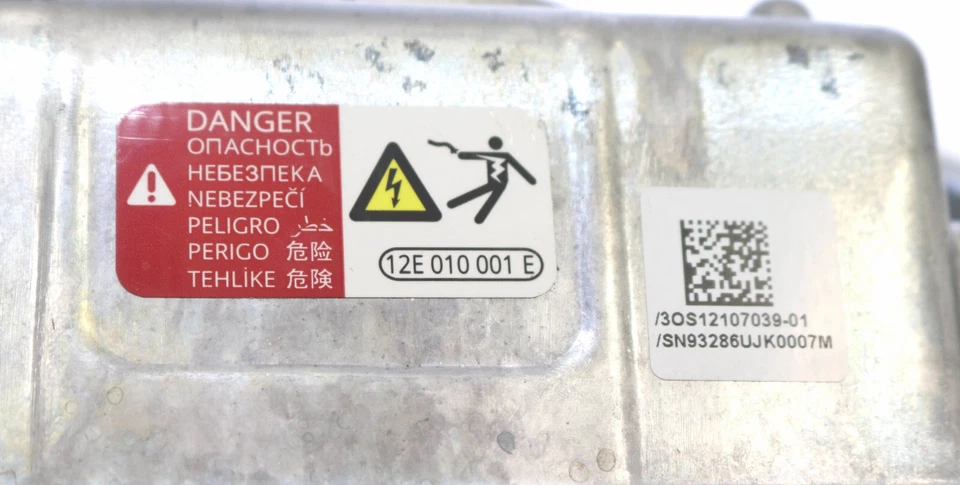 DANGER
ОПАСНОСТЬ
НЕБЕЗПЕКА
NEBEZPEČÍ
PELIGRO خطر
PERIGO 危险
TEHLİKE 危険
12E 010 001 E
/3OS12107039-01
/SN93286UJK0007M